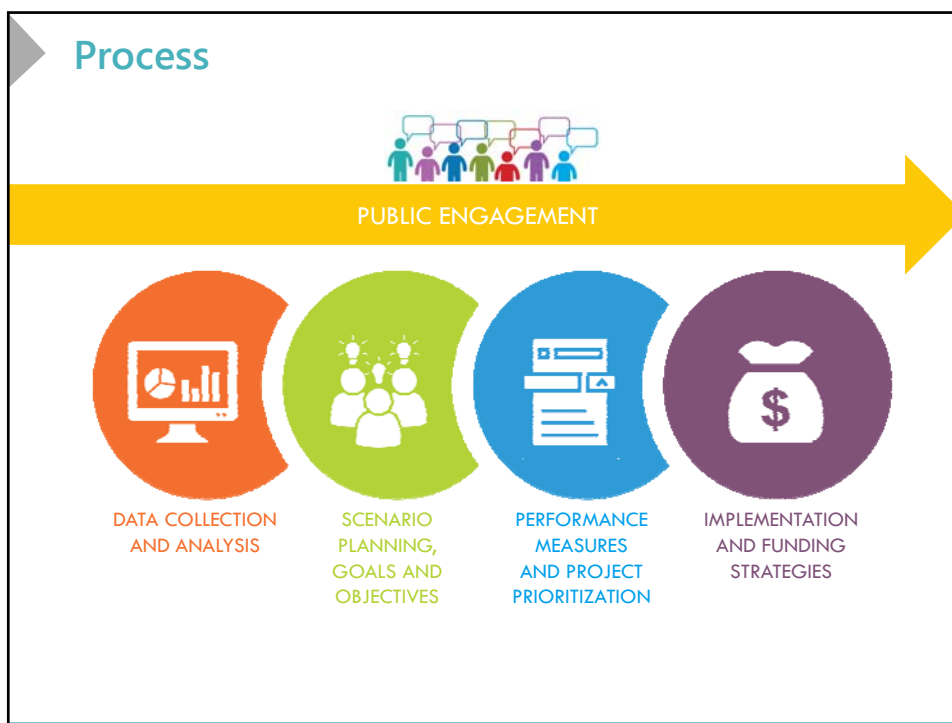 Process
PUBLIC ENGAGEMENT
$
DATA COLLECTION
AND ANALYSIS
SCENARIO
PLANNING,
GOALS AND
OBJECTIVES
PERFORMANCE
MEASURES
AND PROJECT
PRIORITIZATION
IMPLEMENTATION
AND FUNDING
STRATEGIES